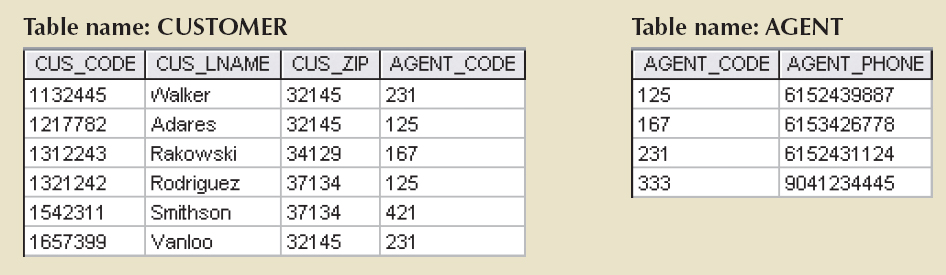 Table name: CUSTOMER
CUS_CODE CUS_LNAME CUS_ZIP AGENT_CODE
1132445 Walker 32145 231
1217782 Adares 32145 125
1312243 Rakowski 34129 167
1321242 Rodriguez 37134 125
1542311 Smithson 37134 421
1657399 Vanloo 32145 231
Table name: AGENT
AGENT_CODE AGENT_PHONE
125 6152439887
167 6153426778
231 6152431124
333 9041234445